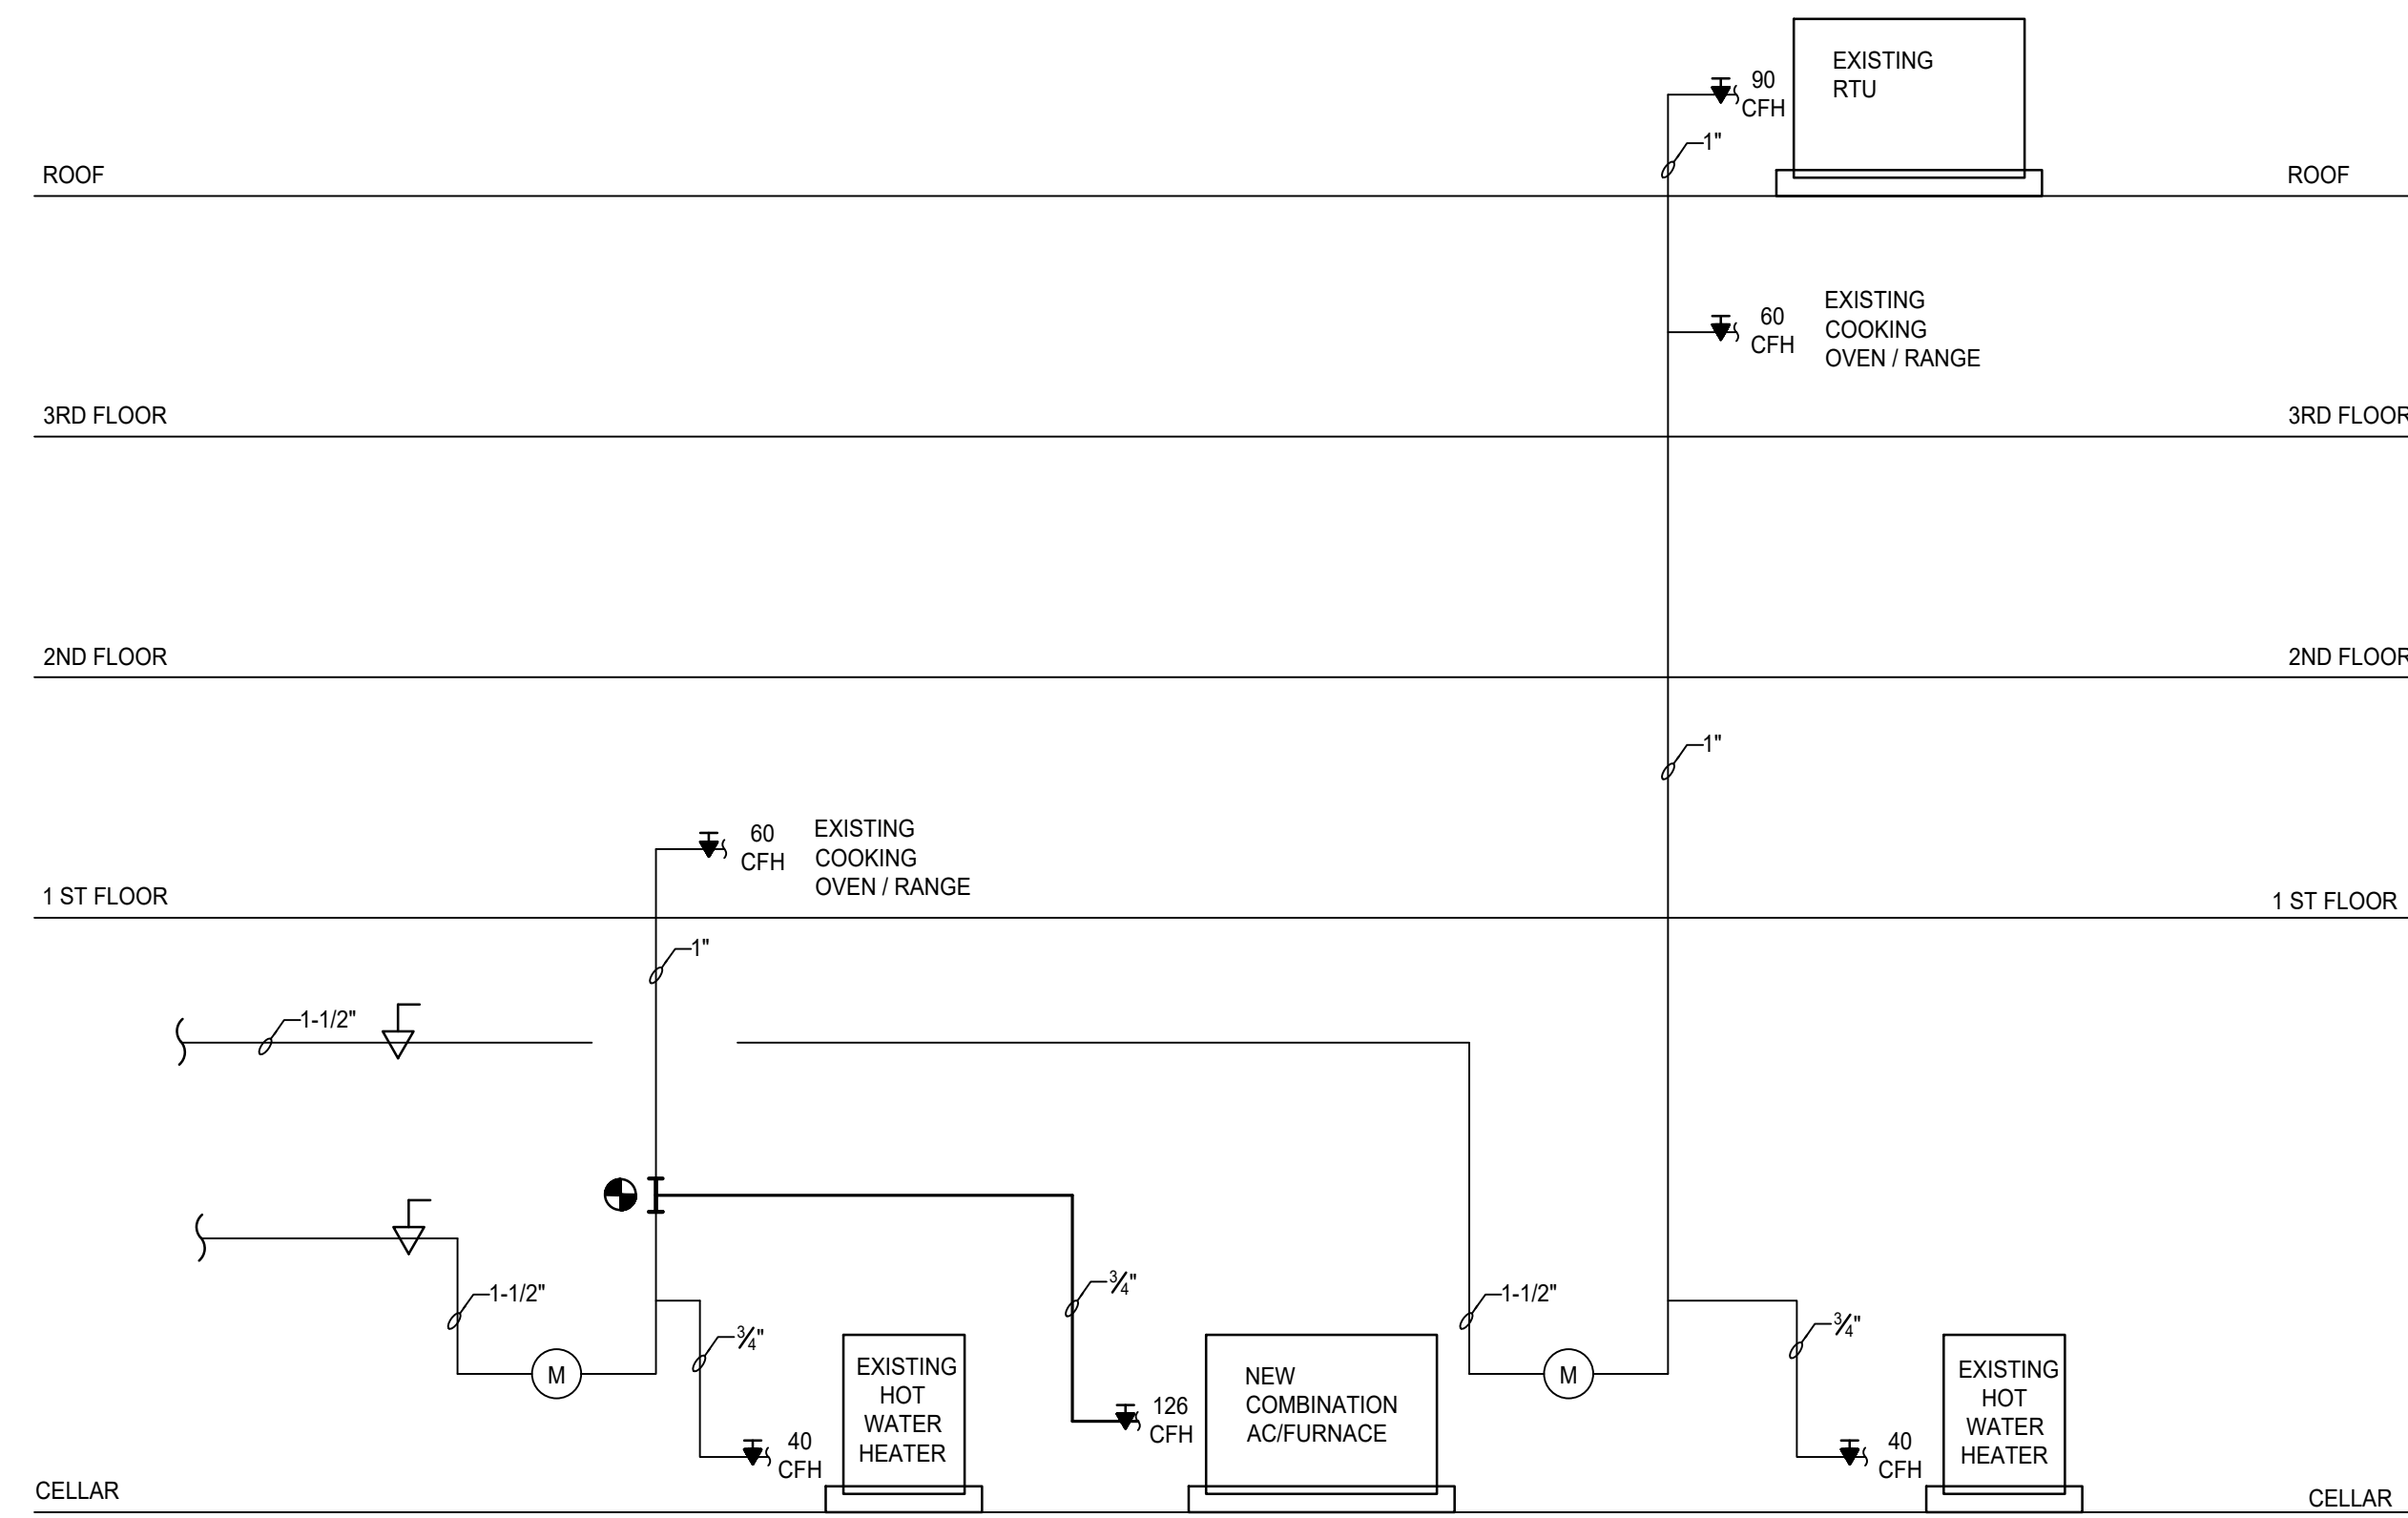 EXISTING
RTU
90
CFH
1"
ROOF
ROOF
60
CFH
EXISTING
COOKING
OVEN / RANGE
3RD FLOOR
3RD FLOOR
2ND FLOOR
2ND FLOOR
1"
60
CFH
EXISTING
COOKING
OVEN / RANGE
1 ST FLOOR
1 ST FLOOR
1"
1-1/2"
1-1/2"
3/4"
3/4"
1-1/2"
3/4"
M
M
EXISTING
HOT
WATER
HEATER
NEW
COMBINATION
AC/FURNACE
EXISTING
HOT
WATER
HEATER
126
CFH
40
CFH
40
CFH
CELLAR
CELLAR